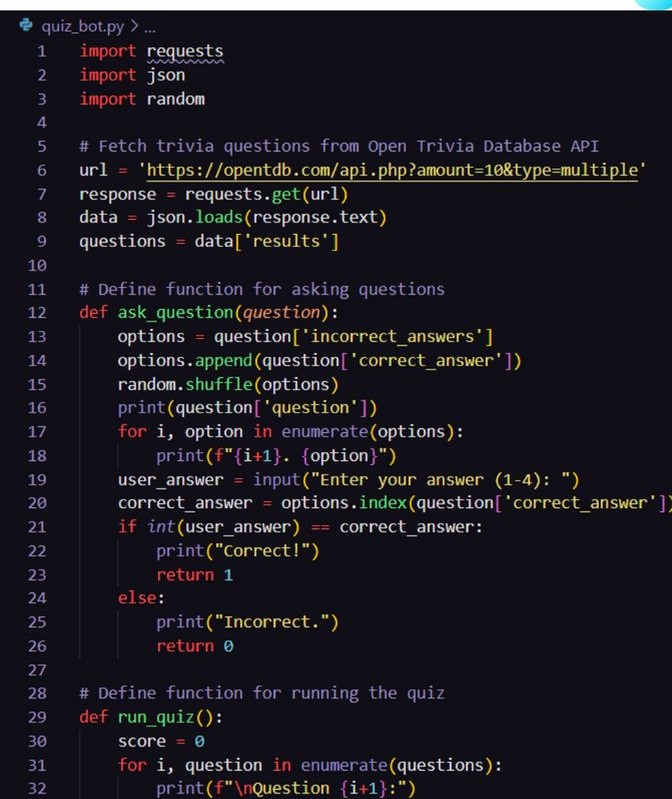 quiz_bot.py > ...
1 import requests
2 import json
3 import random
4
5 # Fetch trivia questions from Open Trivia Database API
6 url = 'https://opentdb.com/api.php?amount=10&type=multiple'
7 response = requests.get(url)
8 data = json.loads(response.text)
9 questions = data['results']
10
11 # Define function for asking questions
12 def ask_question(question):
13     options = question['incorrect_answers']
14     options.append(question['correct_answer'])
15     random.shuffle(options)
16     print(question['question'])
17     for i, option in enumerate(options):
18         print(f"{i+1}. {option}")
19     user_answer = input("Enter your answer (1-4): ")
20     correct_answer = options.index(question['correct_answer'])
21     if int(user_answer) == correct_answer:
22         print("Correct!")
23         return 1
24     else:
25         print("Incorrect.")
26         return 0
27
28 # Define function for running the quiz
29 def run_quiz():
30     score = 0
31     for i, question in enumerate(questions):
32         print(f"\nQuestion {i+1}:")